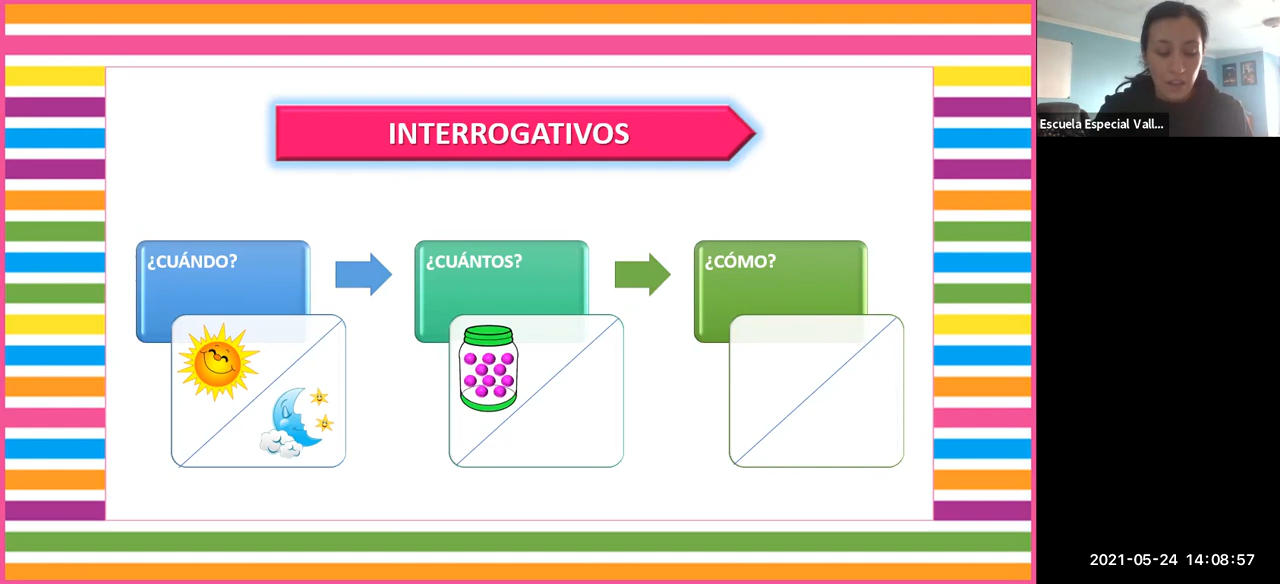 INTERROGATIVOS
¿CUÁNDO?
¿CUÁNTOS?
¿CÓMO?
Escuela Especial Vall...
2021-05-24 14:08:57